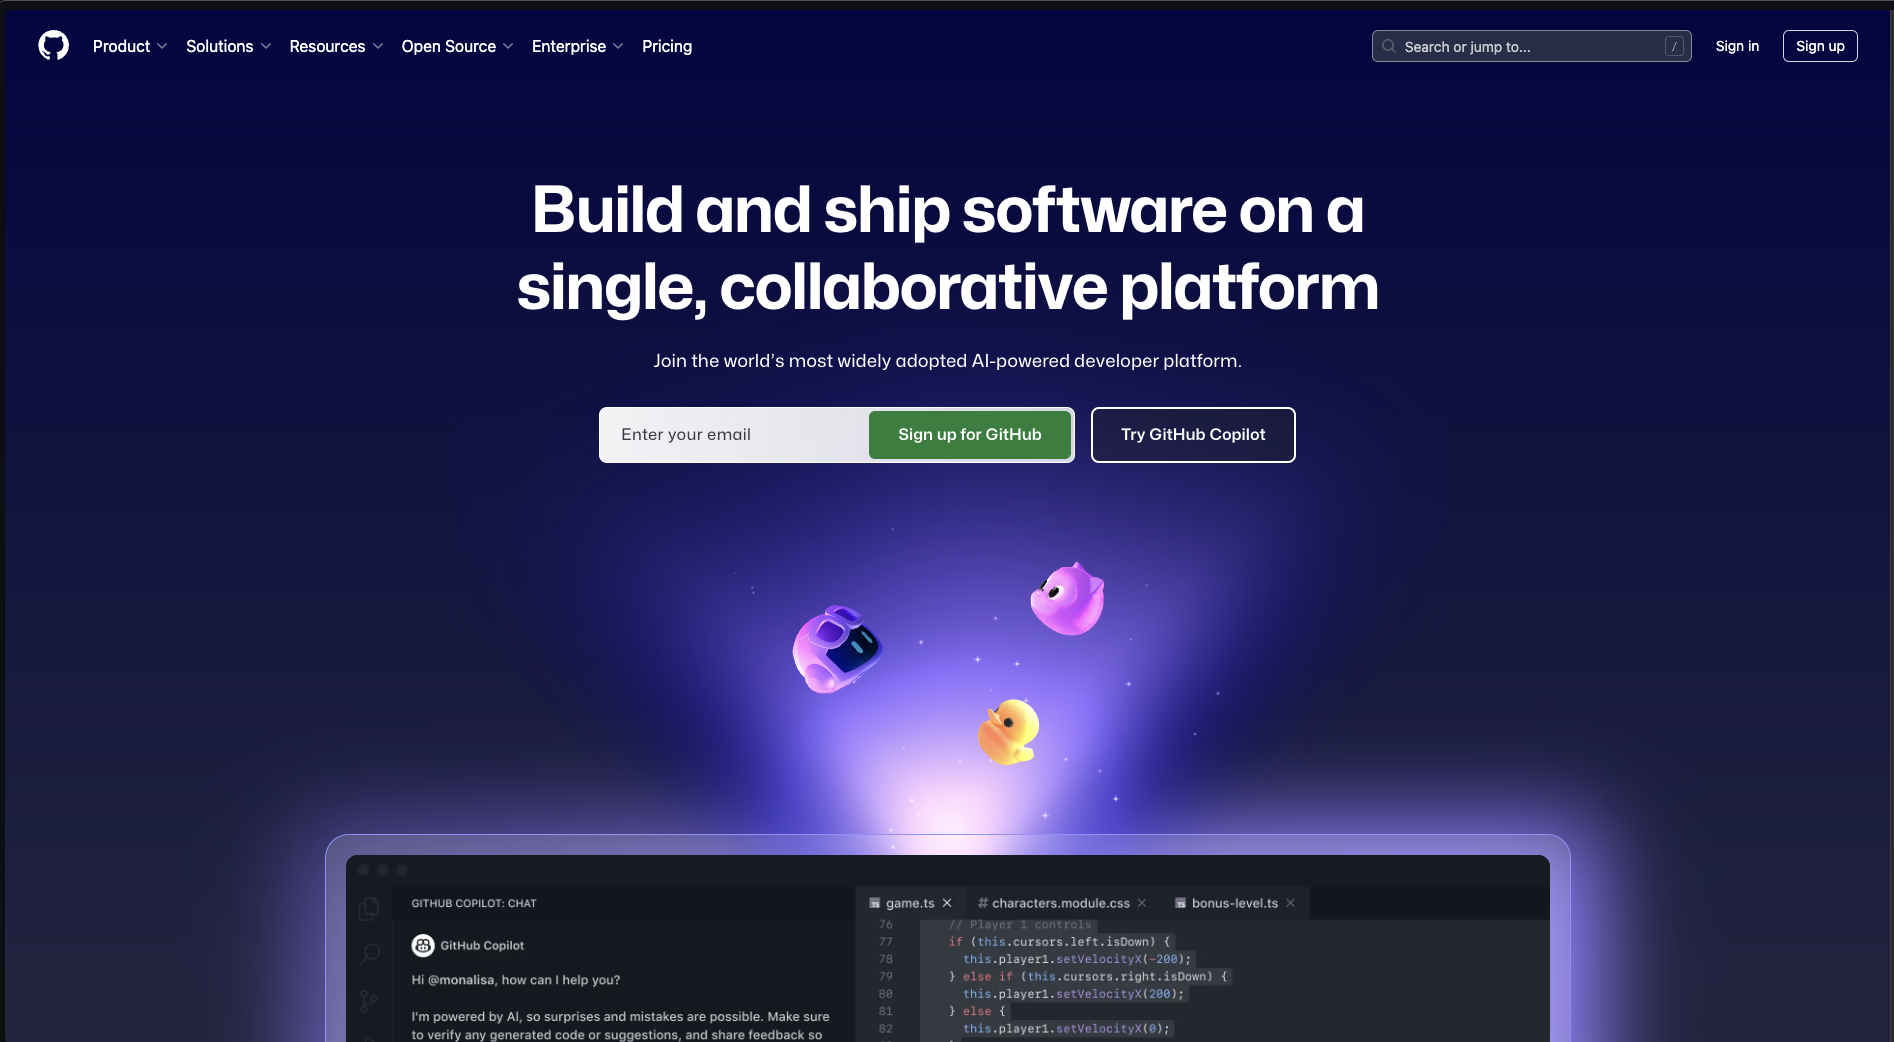 Product
Solutions
Resources
Open Source
Enterprise
Pricing
Search or jump to...
/
Sign in
Sign up
Build and ship software on a
single, collaborative platform
Join the world's most widely adopted AI-powered developer platform.
Enter your email
Sign up for GitHub
Try GitHub Copilot
GITHUB COPILOT: CHAT
GitHub Copilot
Hi @monalisa, how can I help you?
I'm powered by AI, so surprises and mistakes are possible. Make sure
to verify any generated code or suggestions, and share feedback so
TS game.ts
# characters.module.css
TS bonus-level.ts
76 // Player 1 controls
77 if (this.cursors.left.isDown) {
78 this.player1.setVelocityX(-200);
79 } else if (this.cursors.right.isDown) {
80 this.player1.setVelocityX(200);
81 } else {
82 this.player1.setVelocityX(0);